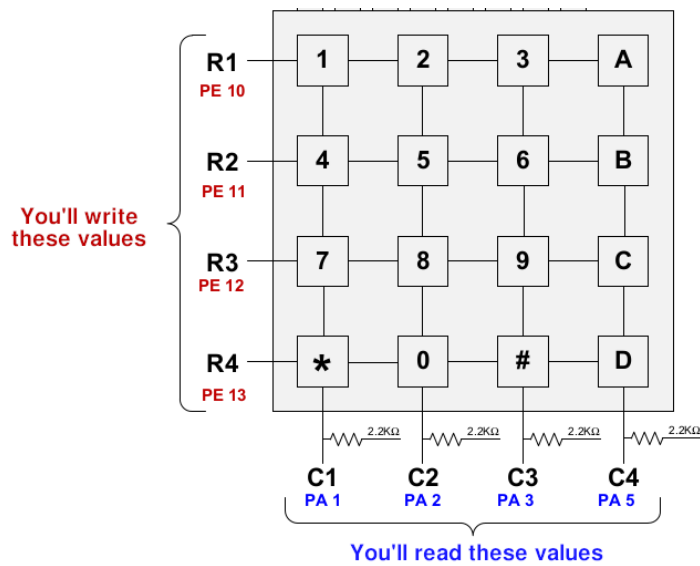 R1 1 2 3 A
PE 10
R2 4 5 6 B
PE 11
You'll write
these values
R3 7 8 9 C
PE 12
R4 * 0 # D
PE 13
2.2KΩ 2.2KΩ 2.2KΩ 2.2KΩ
C1 C2 C3 C4
PA 1 PA 2 PA 3 PA 5
You'll read these values